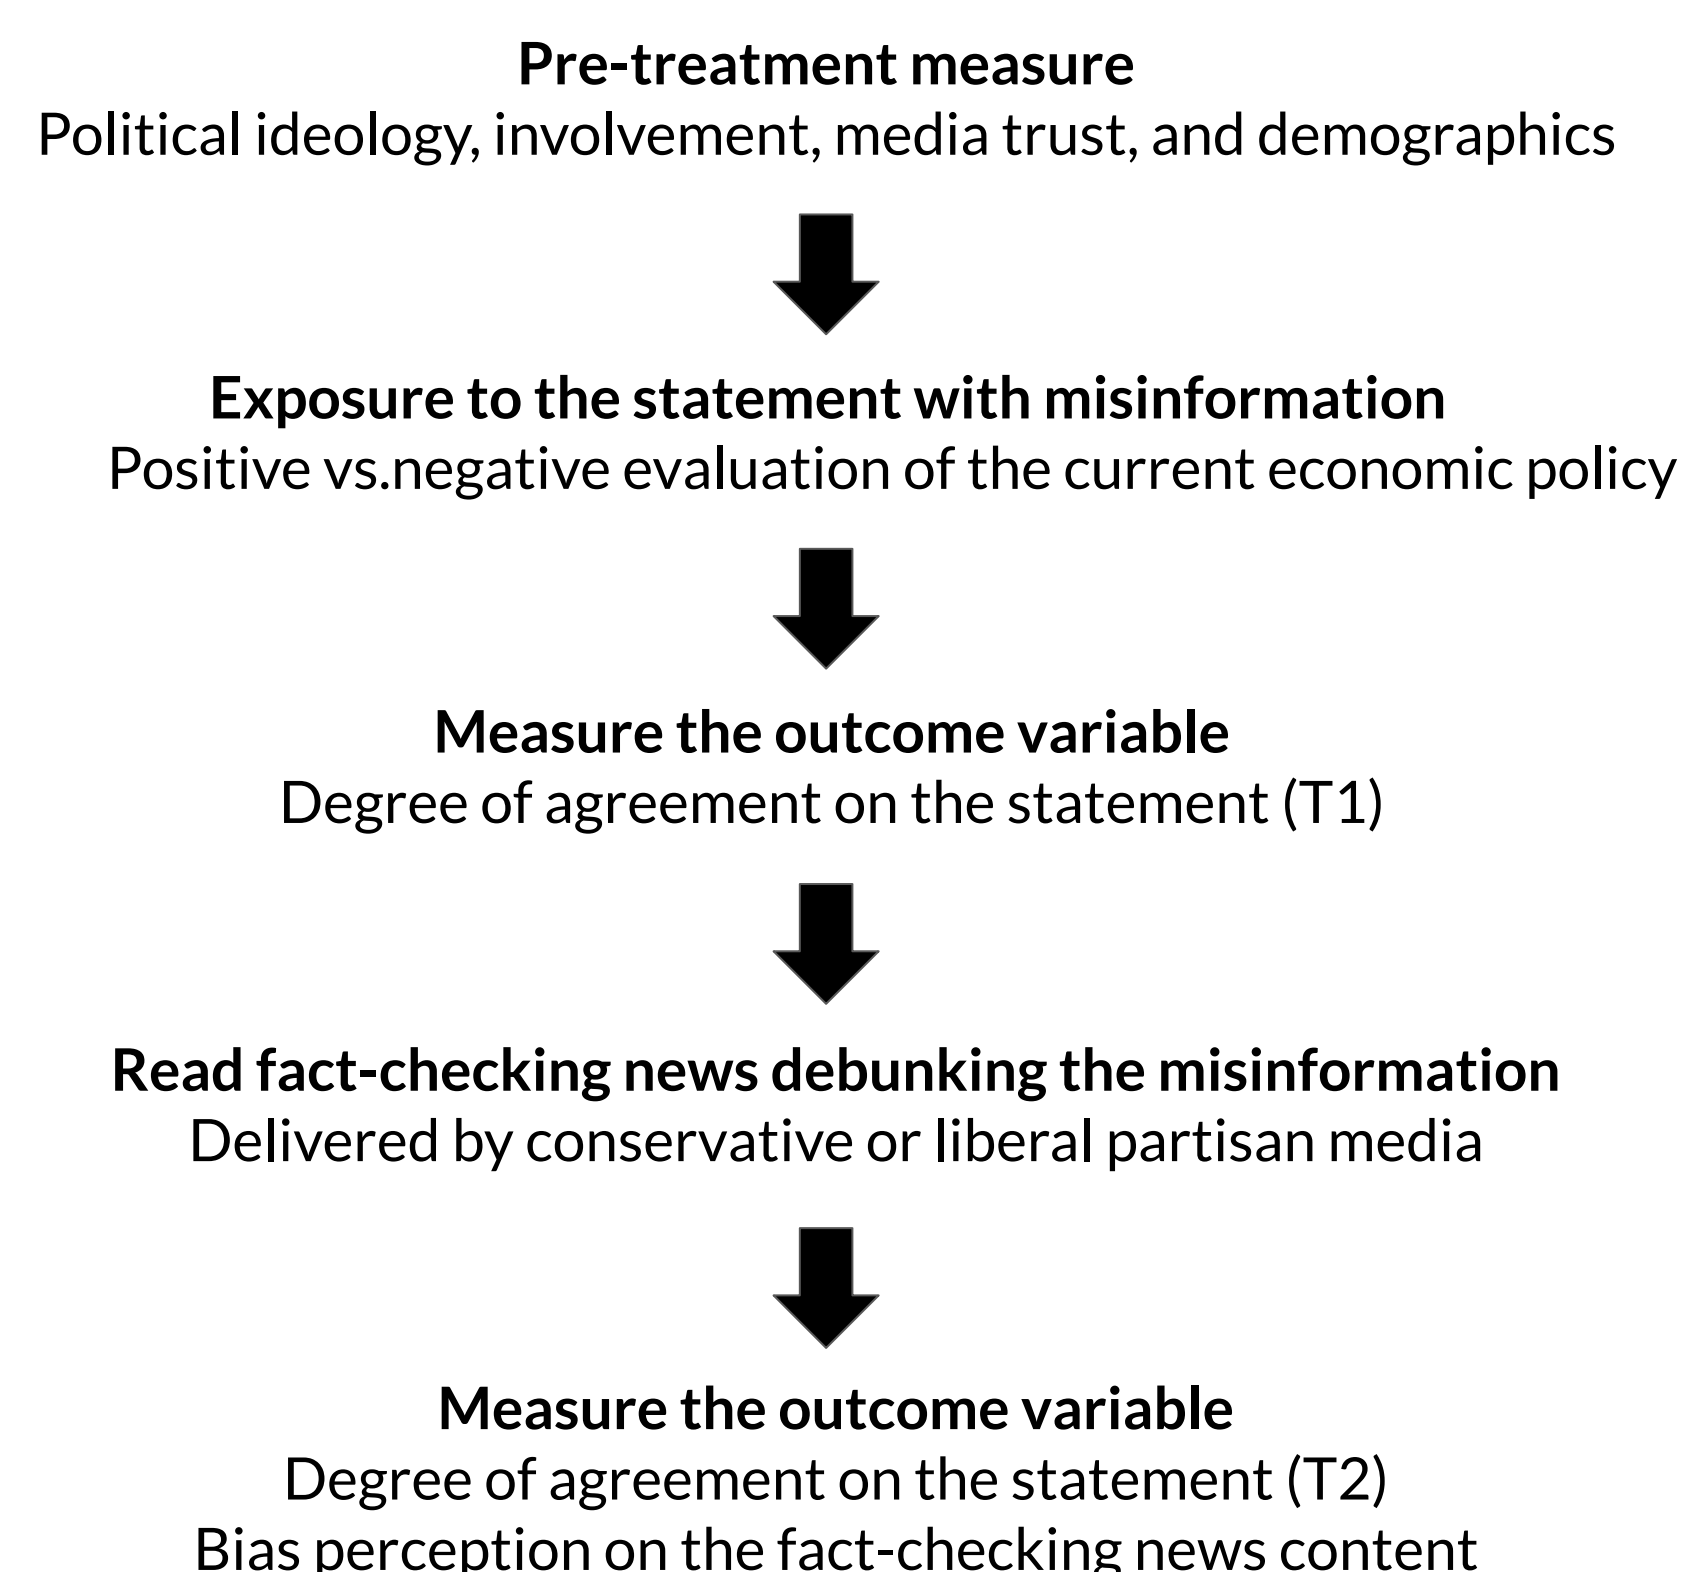 Pre-treatment measure
Political ideology, involvement, media trust, and demographics
Exposure to the statement with misinformation
Positive vs.negative evaluation of the current economic policy
Measure the outcome variable
Degree of agreement on the statement (T1)
Read fact-checking news debunking the misinformation
Delivered by conservative or liberal partisan media
Measure the outcome variable
Degree of agreement on the statement (T2)
Bias perception on the fact-checking news content